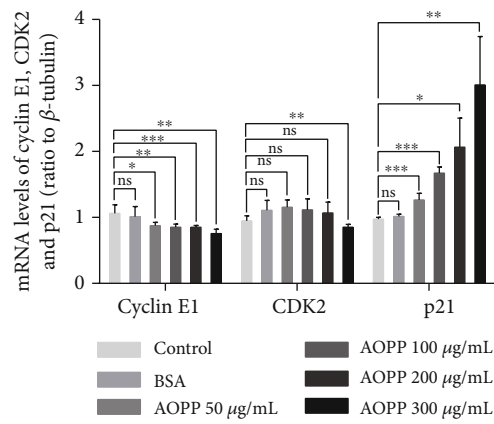 mRNA levels of cyclin E1, CDK2
and p21 (ratio to β-tubulin)
4
3
2
1
0
ns
*
**
***
**
ns
ns
ns
ns
**
ns
***
***
*
**
Cyclin E1
CDK2
p21
Control
BSA
AOPP 50 μg/mL
AOPP 100 μg/mL
AOPP 200 μg/mL
AOPP 300 μg/mL